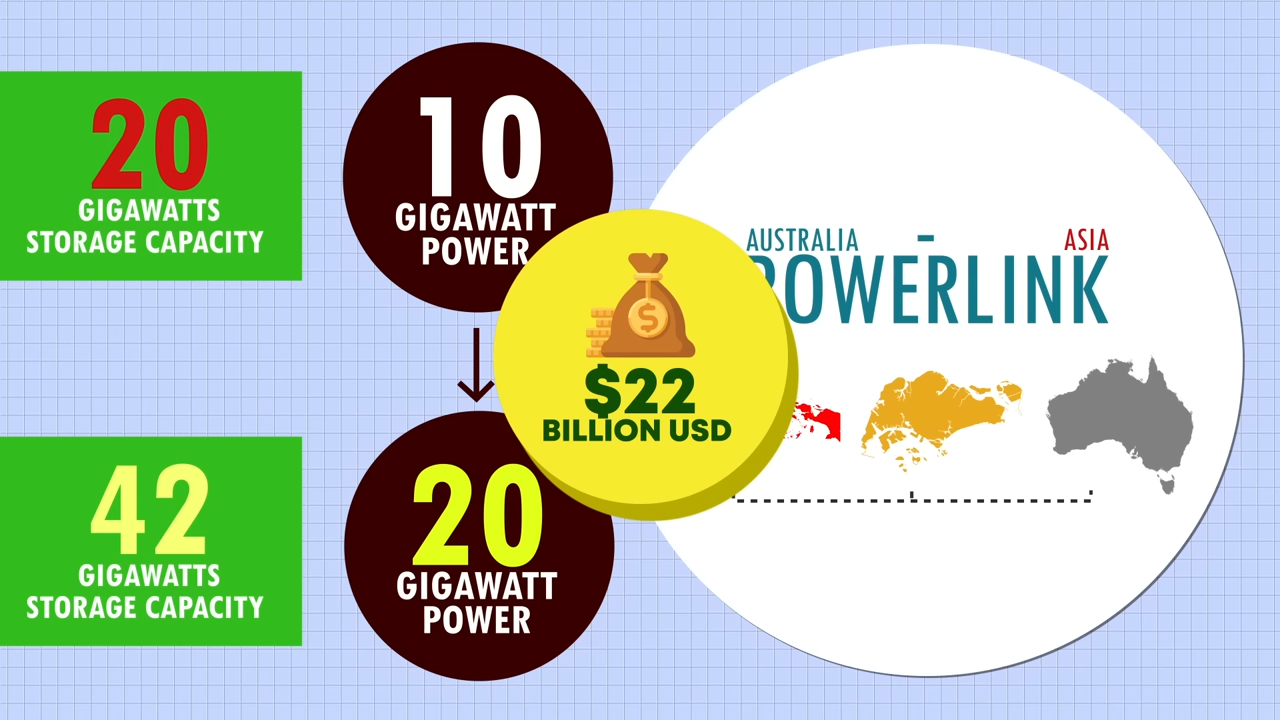 20
GIGAWATTS
STORAGE CAPACITY
10
GIGAWATT
POWER
42
GIGAWATTS
STORAGE CAPACITY
20
GIGAWATT
POWER
$
$22
BILLION USD
AUSTRALIA - ASIA
POWERLINK